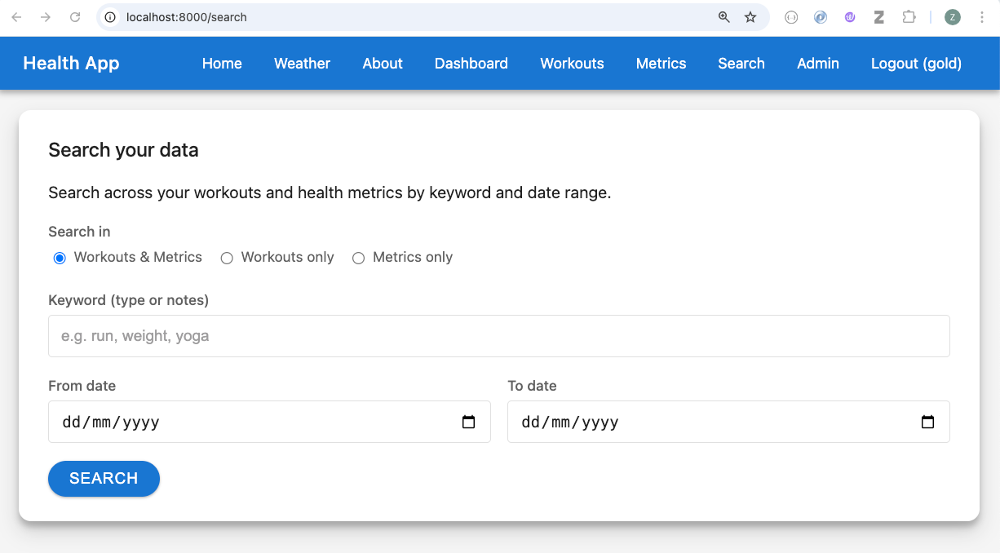 localhost:8000/search
Z
Z
Health App Home Weather About Dashboard Workouts Metrics Search Admin Logout (gold)
Search your data
Search across your workouts and health metrics by keyword and date range.
Search in
Workouts & Metrics Workouts only Metrics only
Keyword (type or notes)
e.g. run, weight, yoga
From date To date
dd/mm/yyyy dd/mm/yyyy
SEARCH